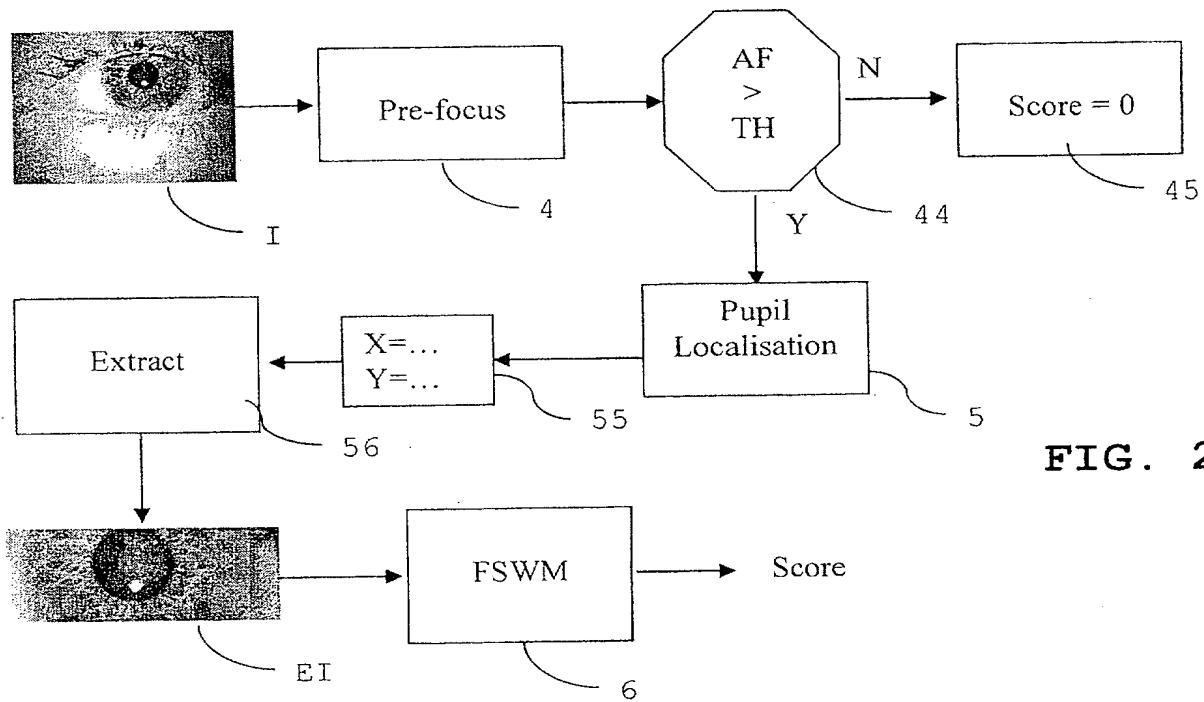 AF
>
TH
N
Pre-focus
Score = 0
I
4
44
45
Y
Pupil
Localisation
X=...
Y=...
Extract
56
55
5
FIG. 2
FSWM
Score
EI
6